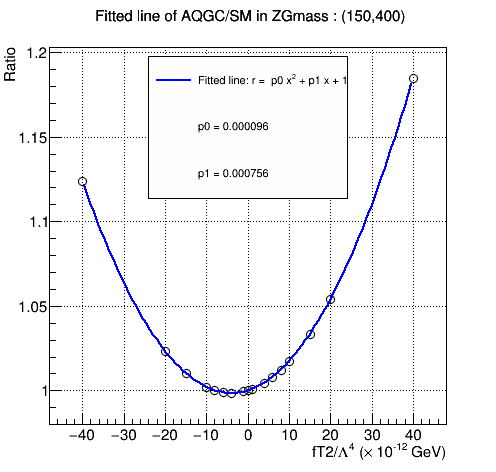 Fitted line of AQGC/SM in ZGmass : (150,400)
Ratio
1.2
1.15
1.1
1.05
1
Fitted line: r = p0 x² + p1 x + 1
p0 = 0.000096
p1 = 0.000756
−40 −30 −20 −10 0 10 20 30 40
fT2/Λ⁴ (× 10⁻¹² GeV)